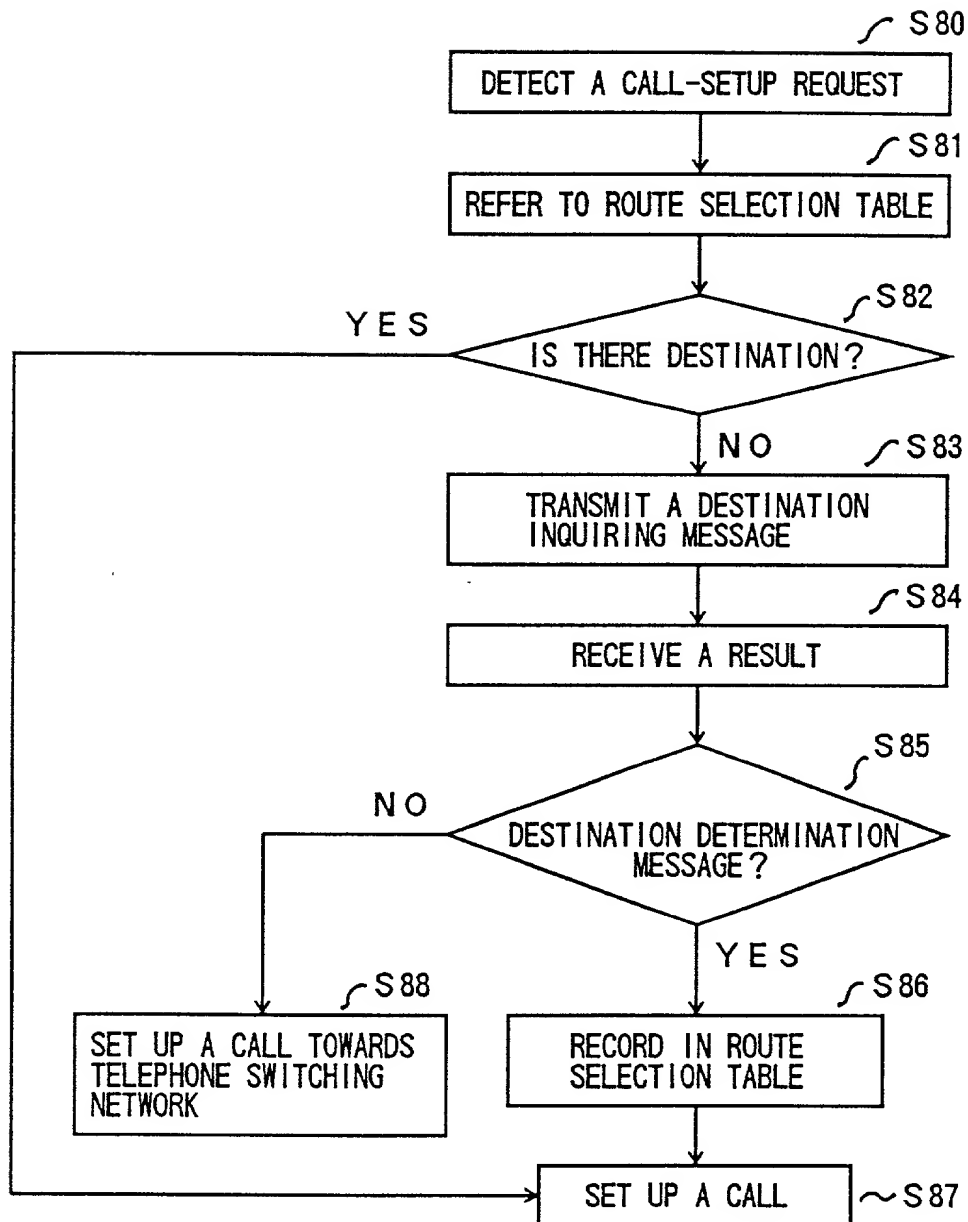 S80
DETECT A CALL-SETUP REQUEST
S81
REFER TO ROUTE SELECTION TABLE
S82
YES
IS THERE DESTINATION?
NO
S83
TRANSMIT A DESTINATION
INQUIRING MESSAGE
S84
RECEIVE A RESULT
S85
NO
DESTINATION DETERMINATION
MESSAGE?
YES
S88
SET UP A CALL TOWARDS
TELEPHONE SWITCHING
NETWORK
S86
RECORD IN ROUTE
SELECTION TABLE
SET UP A CALL
S87